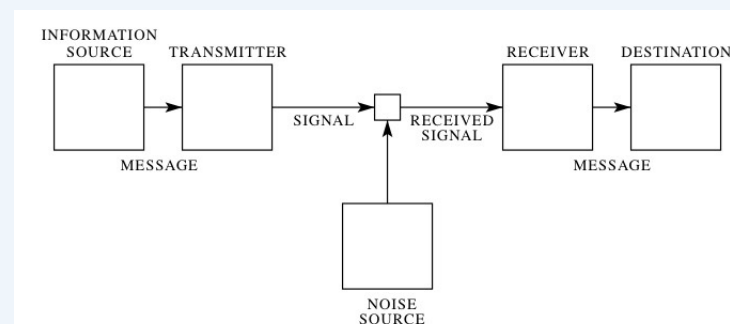 INFORMATION
SOURCE
TRANSMITTER
RECEIVER
DESTINATION
SIGNAL
RECEIVED
SIGNAL
MESSAGE
MESSAGE
NOISE
SOURCE